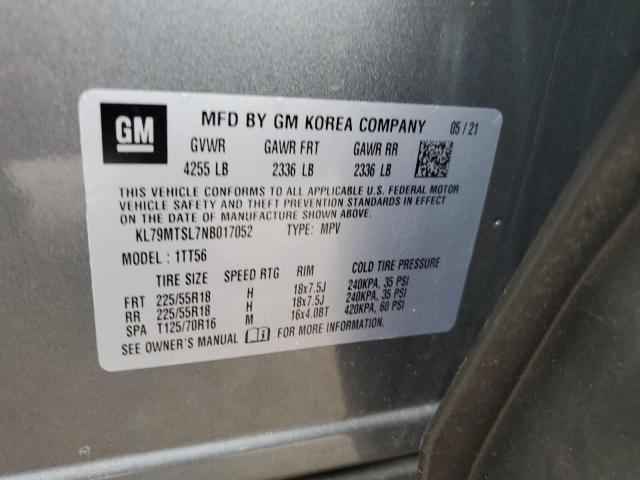 GM
MFD BY GM KOREA COMPANY 05/21
GVWR GAWR FRT GAWR RR
4255 LB 2336 LB 2336 LB
THIS VEHICLE CONFORMS TO ALL APPLICABLE U.S. FEDERAL MOTOR
VEHICLE SAFETY AND THEFT PREVENTION STANDARDS IN EFFECT ON THE
DATE OF MANUFACTURE SHOWN ABOVE.
KL79MTSL7NB017052 TYPE: MPV
MODEL: 1TT56
TIRE SIZE SPEED RTG RIM COLD TIRE PRESSURE
FRT 225/55R18 H 18x7.5J 240KPA, 35 PSI
RR 225/55R18 H 18x7.5J 240KPA, 35 PSI
SPA T125/70R16 M 16x4.0BT 420KPA, 60 PSI
SEE OWNER'S MANUAL FOR MORE INFORMATION.